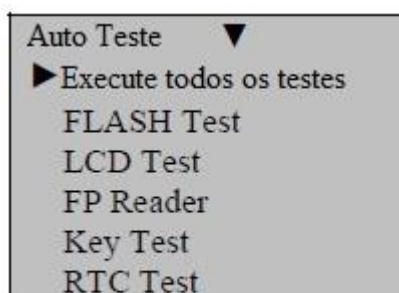 Auto Teste ▼
►Execute todos os testes
FLASH Test
LCD Test
FP Reader
Key Test
RTC Test